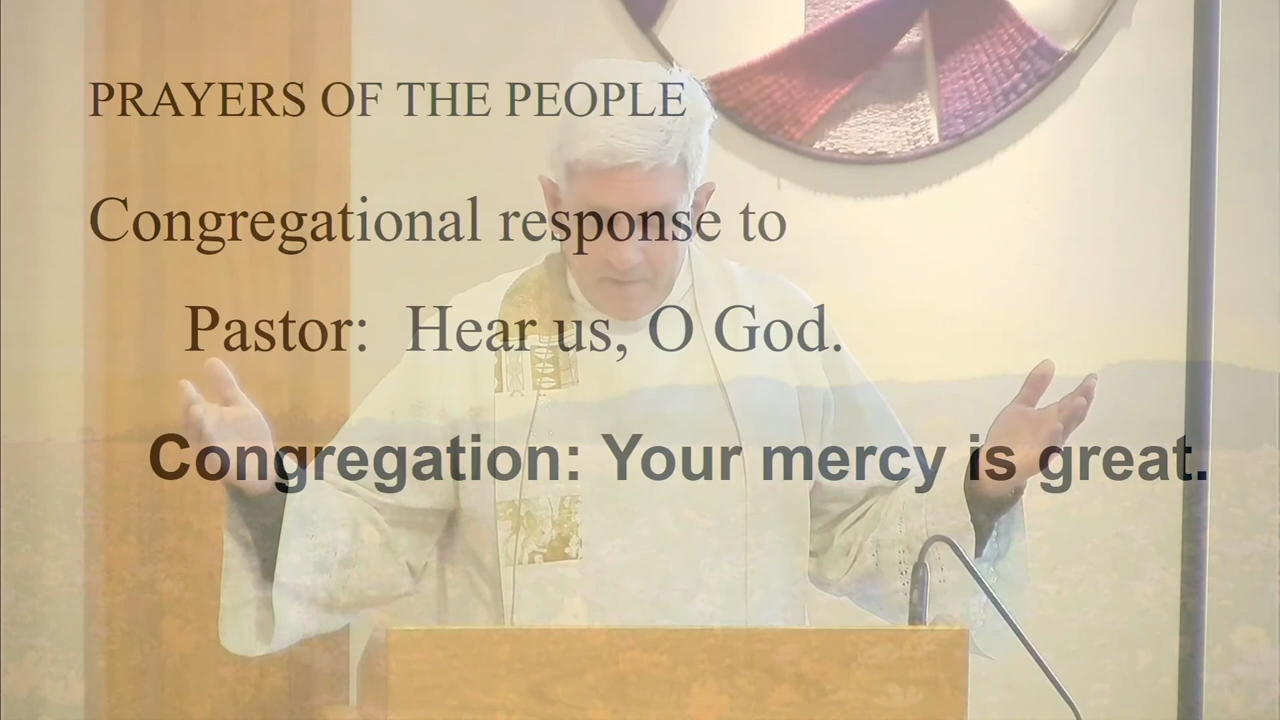 PRAYERS OF THE PEOPLE
Congregational response to
Pastor: Hear us, O God.
Congregation: Your mercy is great.